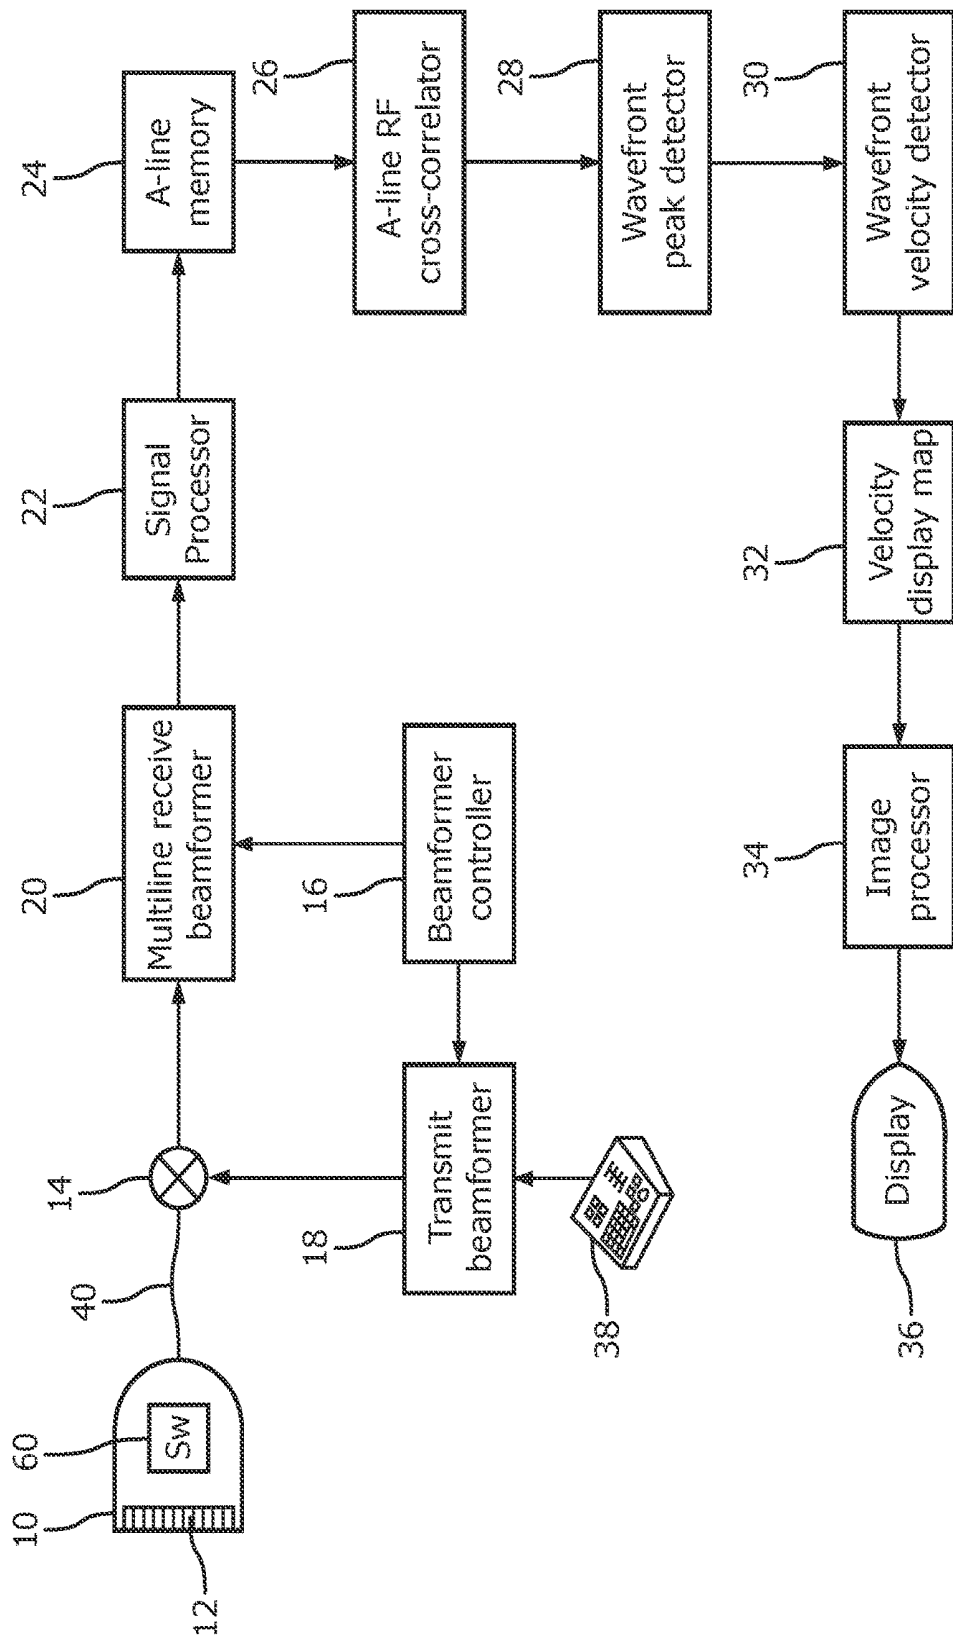 10
60
Sw
12
40
14
20
Multiline receive
beamformer
22
Signal
Processor
24
A-line
memory
26
A-line RF
cross-correlator
28
Wavefront
peak detector
30
Wavefront
velocity detector
16
Beamformer
controller
18
Transmit
beamformer
38
32
Velocity
display map
34
Image
processor
36
Display